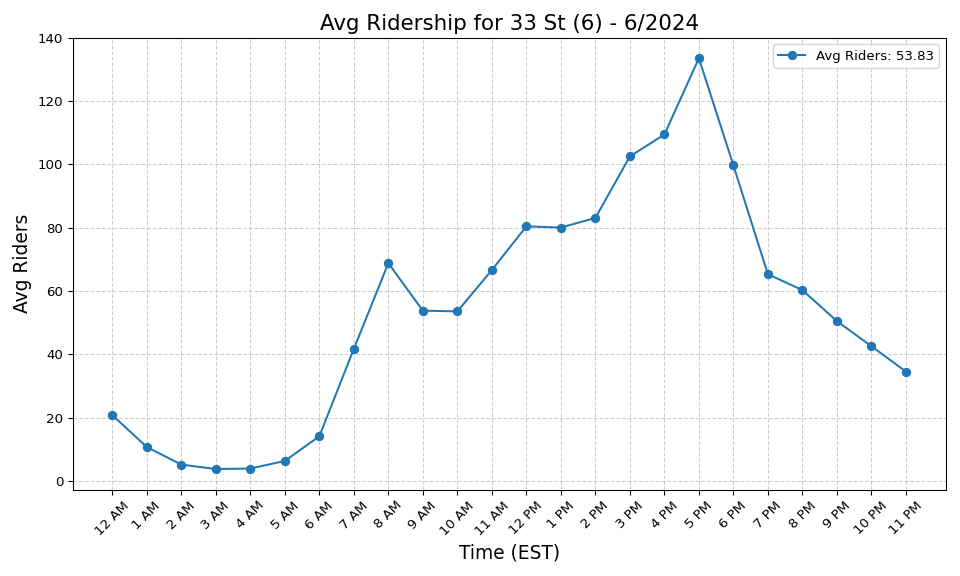 Avg Ridership for 33 St (6) - 6/2024
Avg Riders: 53.83
140
120
100
80
60
40
20
0
Avg Riders
12 AM 1 AM 2 AM 3 AM 4 AM 5 AM 6 AM 7 AM 8 AM 9 AM 10 AM 11 AM 12 PM 1 PM 2 PM 3 PM 4 PM 5 PM 6 PM 7 PM 8 PM 9 PM 10 PM 11 PM
Time (EST)